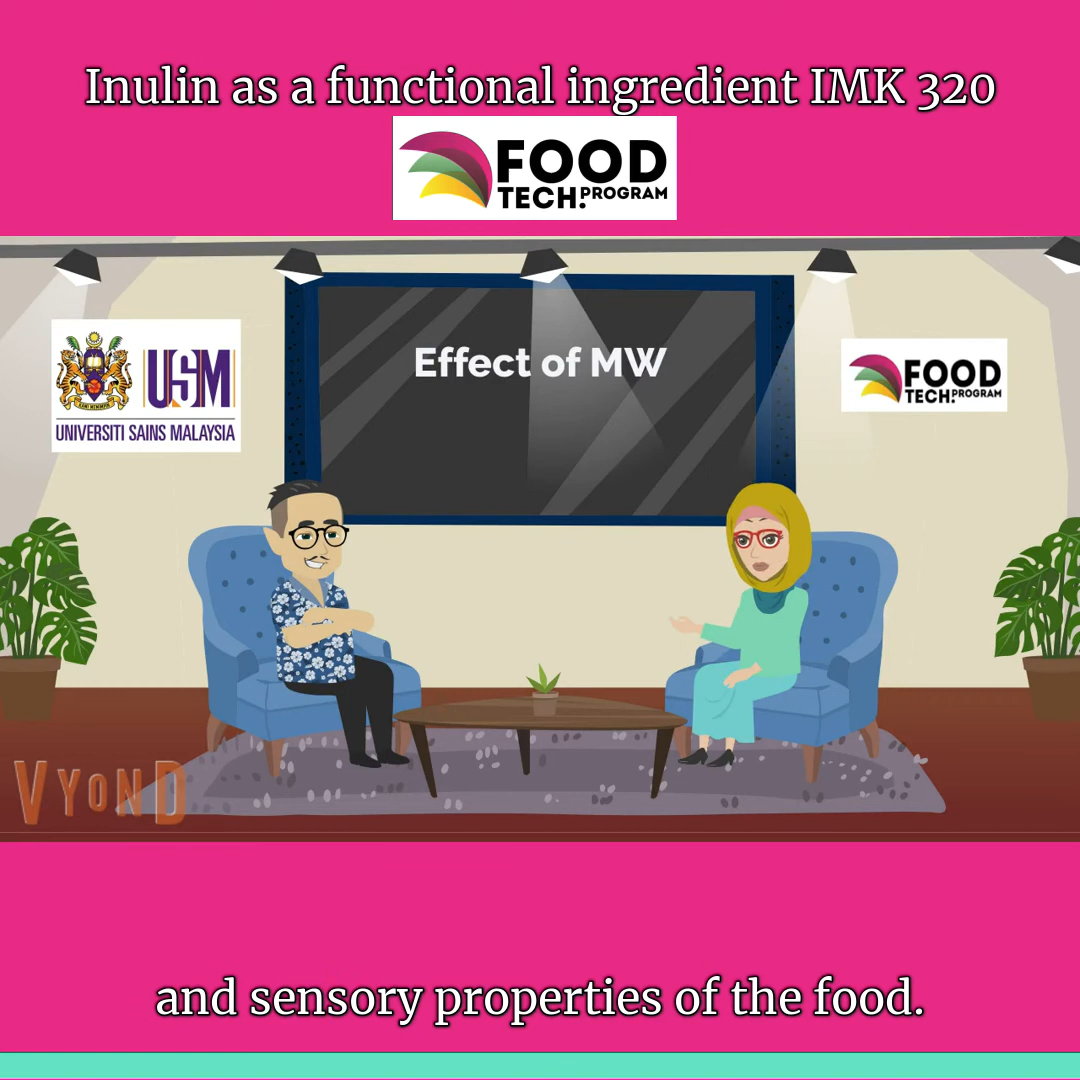 Inulin as a functional ingredient IMK 320
FOOD
TECH. PROGRAM
Effect of MW
USM
UNIVERSITI SAINS MALAYSIA
FOOD
TECH. PROGRAM
VYOND
and sensory properties of the food.